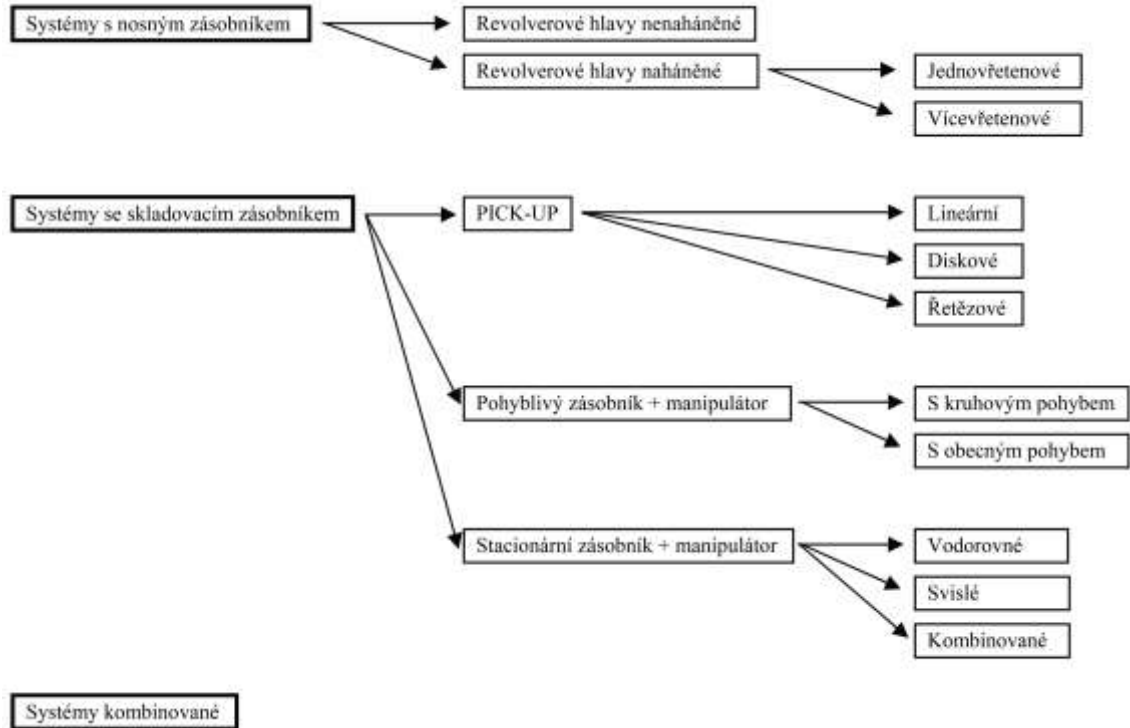 Systémy s nosným zásobníkem
Revolverové hlavy nenaháněné
Revolverové hlavy naháněné
Jednovřetenové
Vícevřetenové
Systémy se skladovacím zásobníkem
PICK-UP
Lineární
Diskové
Řetězové
Pohyblivý zásobník + manipulátor
S kruhovým pohybem
S obecným pohybem
Stacionární zásobník + manipulátor
Vodorovné
Svislé
Kombinované
Systémy kombinované